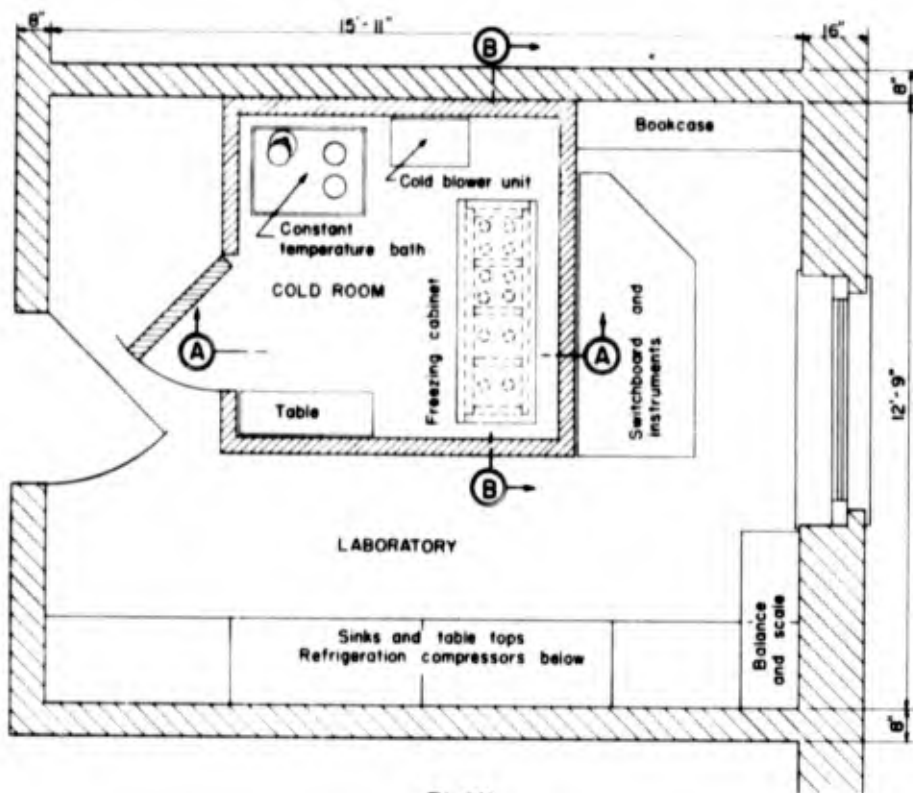 8"
15'-11"
16"
B
8"
Bookcase
Cold blower unit
Constant
temperature bath
COLD ROOM
Freezing cabinet
Switchboard and
instruments
A
A
12'-9"
Table
B
LABORATORY
Sinks and table tops
Refrigeration compressors below
Balance
and scale
8"